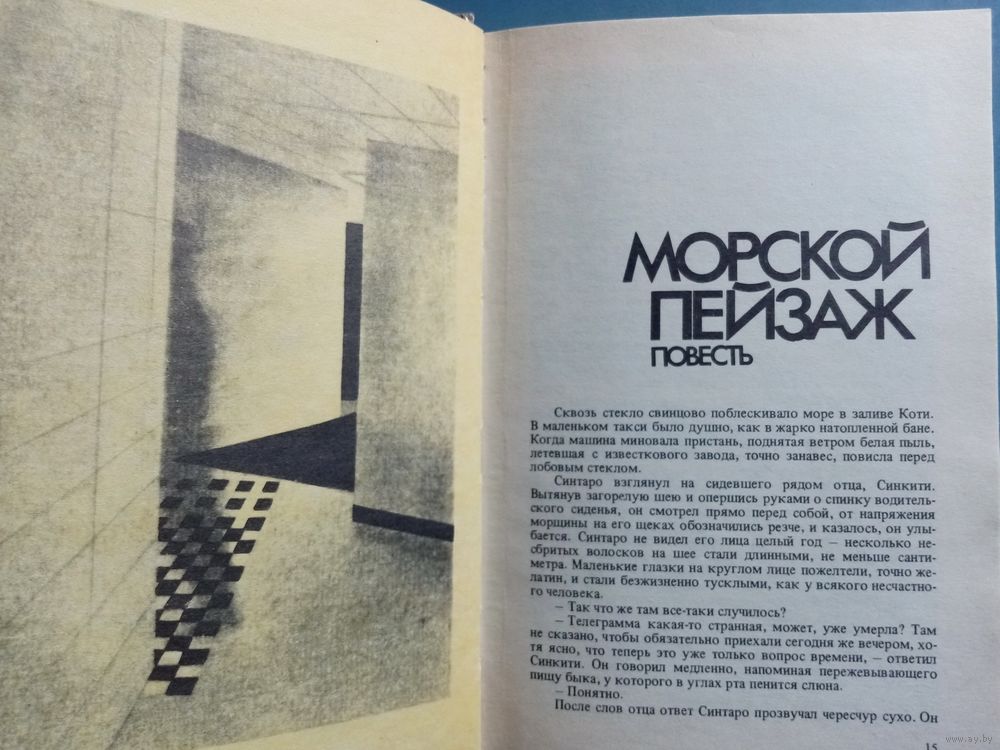 МОРСКОЙ
ПЕЙЗАЖ
ПОВЕСТЬ
Сквозь стекло свинцово поблескивало море в заливе Коти.
В маленьком такси было душно, как в жарко натопленной бане.
Когда машина миновала пристань, поднятая ветром белая пыль,
летевшая с известкового завода, точно занавес, повисла перед
лобовым стеклом.
Синтаро взглянул на сидевшего рядом отца, Синкити.
Вытянув загорелую шею и опершись руками о спинку водитель-
ского сиденья, он смотрел прямо перед собой, от напряжения
морщины на его щеках обозначились резче, и казалось, он улы-
бается. Синтаро не видел его лица целый год — несколько не-
сбритых волосков на шее стали длинными, не меньше санти-
метра. Маленькие глазки на круглом лице пожелтели, точно же-
латин, и стали безжизненно тусклыми, как у всякого несчастно-
го человека.
— Так что же там все-таки случилось?
— Телеграмма какая-то странная, может, уже умерла? Там
не сказано, чтобы обязательно приехали сегодня же вечером, хо-
тя ясно, что теперь это уже только вопрос времени, — ответил
Синкити. Он говорил медленно, напоминая пережевывающего
пищу быка, у которого в углах рта пенится слюна.
— Понятно.
После слов отца ответ Синтаро прозвучал чересчур сухо. Он
15
www.ay.by